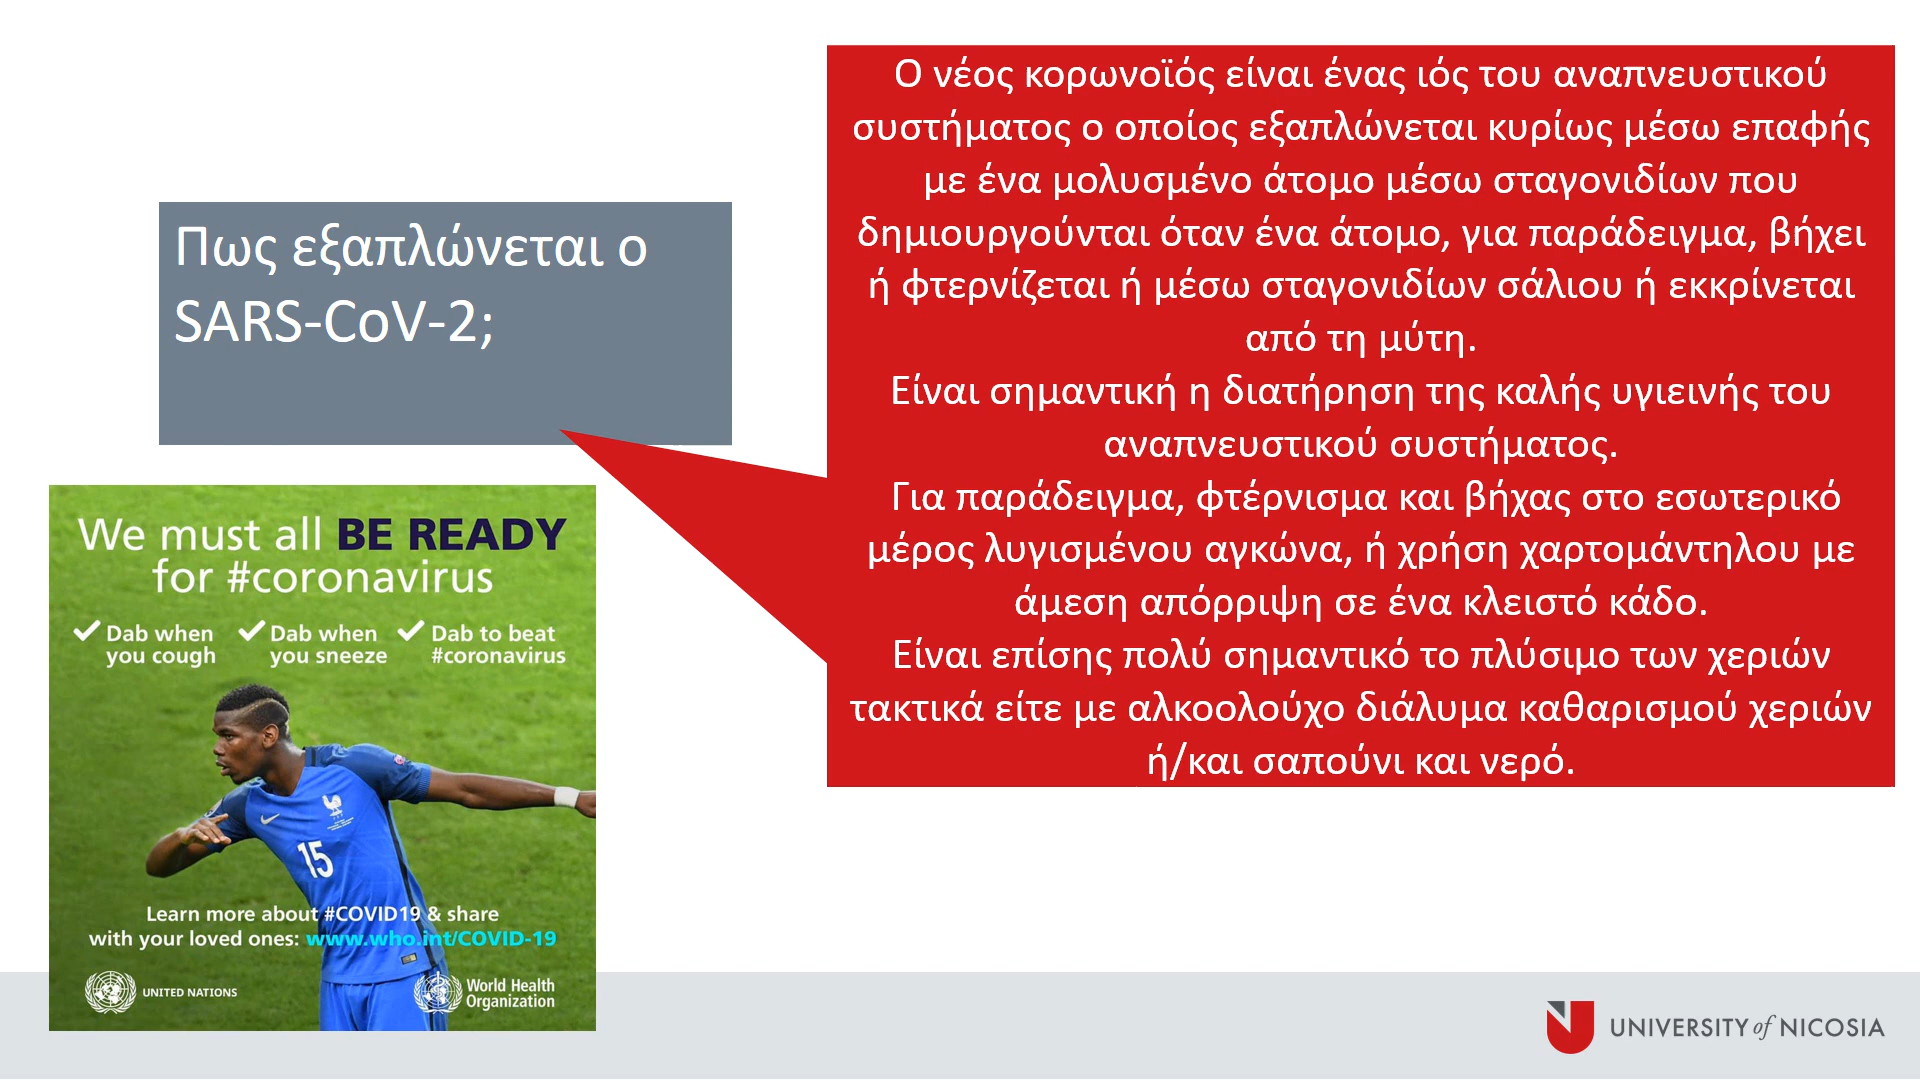 Πως εξαπλώνεται ο
SARS-CoV-2;
Ο νέος κορωνοϊός είναι ένας ιός του αναπνευστικού
συστήματος ο οποίος εξαπλώνεται κυρίως μέσω επαφής
με ένα μολυσμένο άτομο μέσω σταγονιδίων που
δημιουργούνται όταν ένα άτομο, για παράδειγμα, βήχει
ή φτερνίζεται ή μέσω σταγονιδίων σάλιου ή εκκρίνεται
από τη μύτη.
Είναι σημαντική η διατήρηση της καλής υγιεινής του
αναπνευστικού συστήματος.
Για παράδειγμα, φτέρνισμα και βήχας στο εσωτερικό
μέρος λυγισμένου αγκώνα, ή χρήση χαρτομάντηλου με
άμεση απόρριψη σε ένα κλειστό κάδο.
Είναι επίσης πολύ σημαντικό το πλύσιμο των χεριών
τακτικά είτε με αλκοολούχο διάλυμα καθαρισμού χεριών
ή/και σαπούνι και νερό.
We must all BE READY
for #coronavirus
Dab when
you cough
Dab when
you sneeze
Dab to beat
#coronavirus
15
Learn more about #COVID19 & share
with your loved ones: www.who.int/COVID-19
UNITED NATIONS
World Health
Organization
UNIVERSITY of NICOSIA